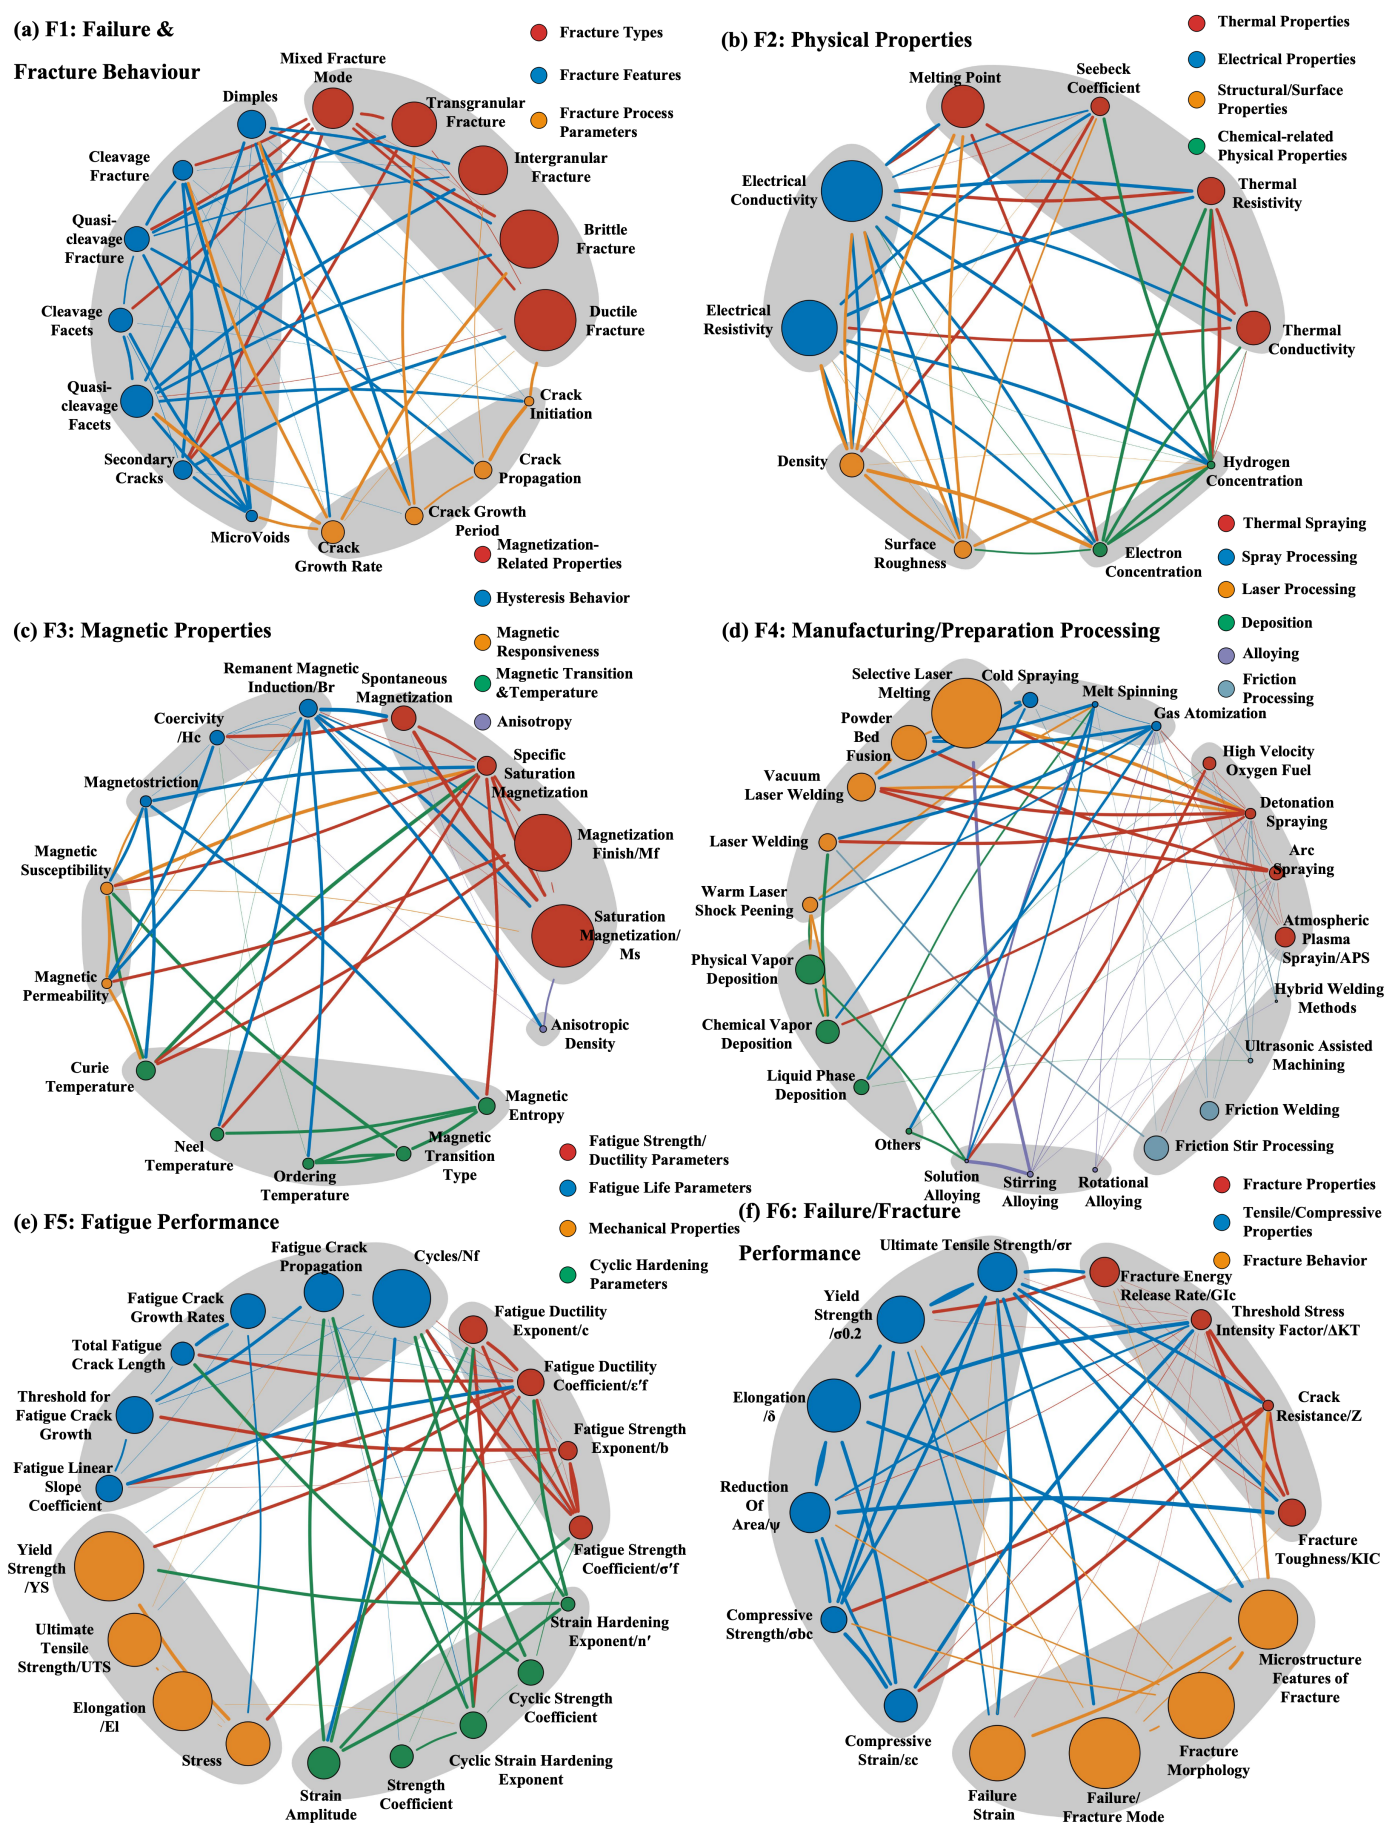 (a) F1: Failure &
Fracture Behaviour
Fracture Types
Fracture Features
Fracture Process
Parameters
Mixed Fracture
Mode
Dimples
Transgranular
Fracture
Cleavage
Fracture
Intergranular
Fracture
Quasi-
cleavage
Fracture
Brittle
Fracture
Cleavage
Facets
Ductile
Fracture
Quasi-
cleavage
Facets
Crack
Initiation
Secondary
Cracks
Crack
Propagation
MicroVoids
Crack
Growth Rate
Crack Growth
Period
(b) F2: Physical Properties
Thermal Properties
Electrical Properties
Structural/Surface
Properties
Chemical-related
Physical Properties
Melting Point
Seebeck
Coefficient
Electrical
Conductivity
Thermal
Resistivity
Electrical
Resistivity
Thermal
Conductivity
Density
Hydrogen
Concentration
Surface
Roughness
Electron
Concentration
(c) F3: Magnetic Properties
Magnetization-
Related Properties
Hysteresis Behavior
Magnetic
Responsiveness
Magnetic Transition
&Temperature
Anisotropy
Remanent Magnetic
Induction/Br
Spontaneous
Magnetization
Coercivity
/Hc
Specific
Saturation
Magnetization
Magnetostriction
Magnetization
Finish/Mf
Magnetic
Susceptibility
Saturation
Magnetization/
Ms
Magnetic
Permeability
Anisotropic
Density
Curie
Temperature
Magnetic
Entropy
Neel
Temperature
Ordering
Temperature
Magnetic
Transition
Type
(d) F4: Manufacturing/Preparation Processing
Thermal Spraying
Spray Processing
Laser Processing
Deposition
Alloying
Friction
Processing
Selective Laser
Melting
Cold Spraying
Melt Spinning
Gas Atomization
Powder
Bed
Fusion
High Velocity
Oxygen Fuel
Vacuum
Laser Welding
Detonation
Spraying
Laser Welding
Arc
Spraying
Warm Laser
Shock Peening
Atmospheric
Plasma
Sprayin/APS
Physical Vapor
Deposition
Hybrid Welding
Methods
Chemical Vapor
Deposition
Ultrasonic Assisted
Machining
Liquid Phase
Deposition
Friction Welding
Others
Friction Stir Processing
Solution
Alloying
Stirring
Alloying
Rotational
Alloying
(e) F5: Fatigue Performance
Fatigue Strength/
Ductility Parameters
Fatigue Life Parameters
Mechanical Properties
Cyclic Hardening
Parameters
Fatigue Crack
Propagation
Cycles/Nf
Fatigue Crack
Growth Rates
Fatigue Ductility
Exponent/c
Total Fatigue
Crack Length
Fatigue Ductility
Coefficient/ε′f
Threshold for
Fatigue Crack
Growth
Fatigue Strength
Exponent/b
Fatigue Linear
Slope
Coefficient
Fatigue Strength
Coefficient/σ′f
Yield
Strength
/YS
Strain Hardening
Exponent/n′
Ultimate
Tensile
Strength/UTS
Cyclic Strength
Coefficient
Elongation
/El
Cyclic Strain Hardening
Exponent
Stress
Strain
Amplitude
Strength
Coefficient
(f) F6: Failure/Fracture
Performance
Fracture Properties
Tensile/Compressive
Properties
Fracture Behavior
Ultimate Tensile Strength/σr
Fracture Energy
Release Rate/GIc
Yield
Strength
/σ0.2
Threshold Stress
Intensity Factor/ΔKT
Elongation
/δ
Crack
Resistance/Z
Reduction
Of
Area/ψ
Fracture
Toughness/KIC
Compressive
Strength/σbc
Microstructure
Features of
Fracture
Compressive
Strain/εc
Fracture
Morphology
Failure
Strain
Failure/
Fracture Mode